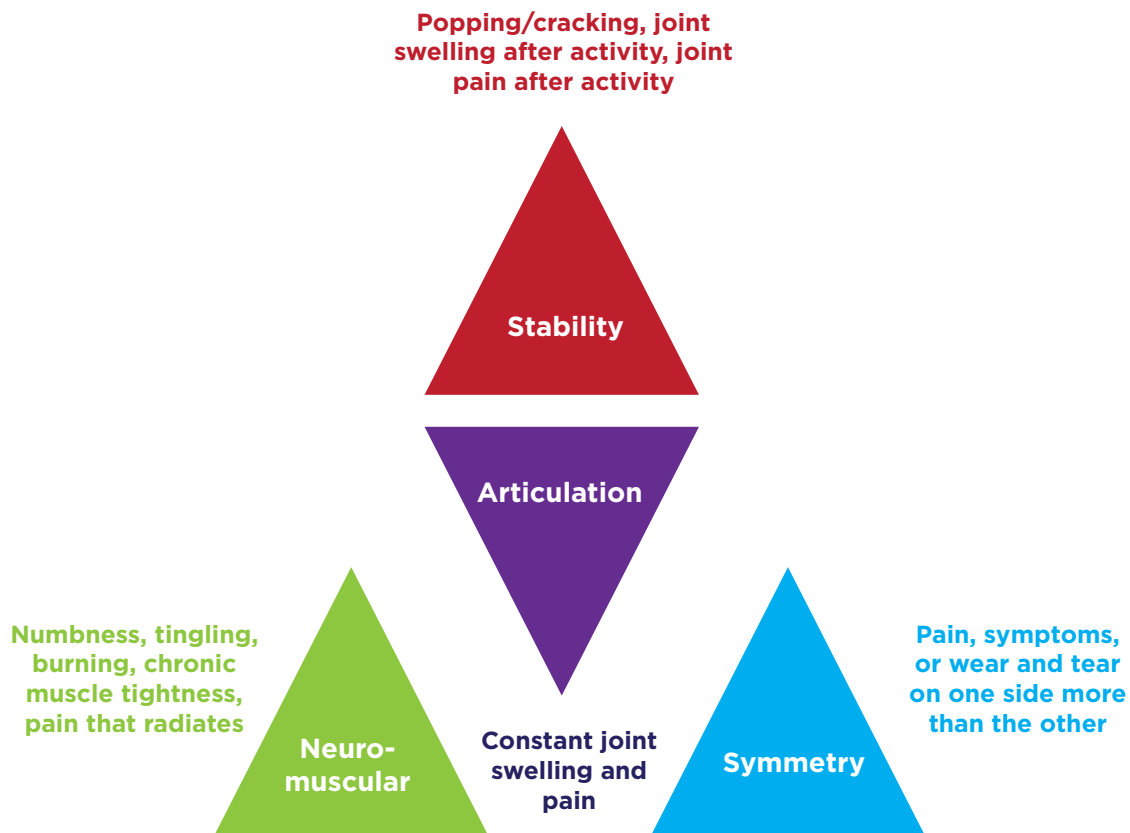 Popping/cracking, joint
swelling after activity, joint
pain after activity
Stability
Articulation
Numbness, tingling,
burning, chronic
muscle tightness,
pain that radiates
Neuro-
muscular
Constant joint
swelling and
pain
Symmetry
Pain, symptoms,
or wear and tear
on one side more
than the other